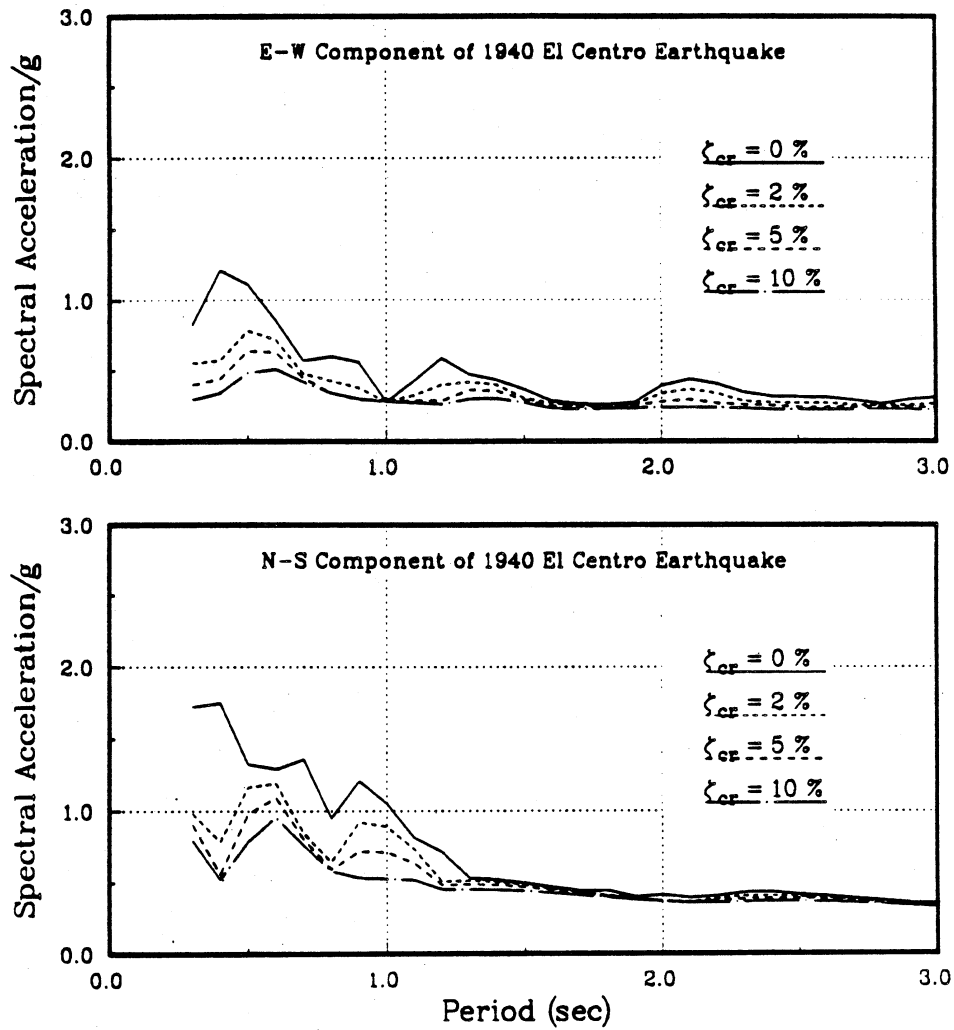 3.0
E-W Component of 1940 El Centro Earthquake
Spectral Acceleration/g
2.0
ζcr = 0 %
ζcr = 2 %
ζcr = 5 %
ζcr = 10 %
1.0
0.0
0.0 1.0 2.0 3.0
3.0
N-S Component of 1940 El Centro Earthquake
Spectral Acceleration/g
2.0
ζcr = 0 %
ζcr = 2 %
ζcr = 5 %
ζcr = 10 %
1.0
0.0
0.0 1.0 2.0 3.0
Period (sec)